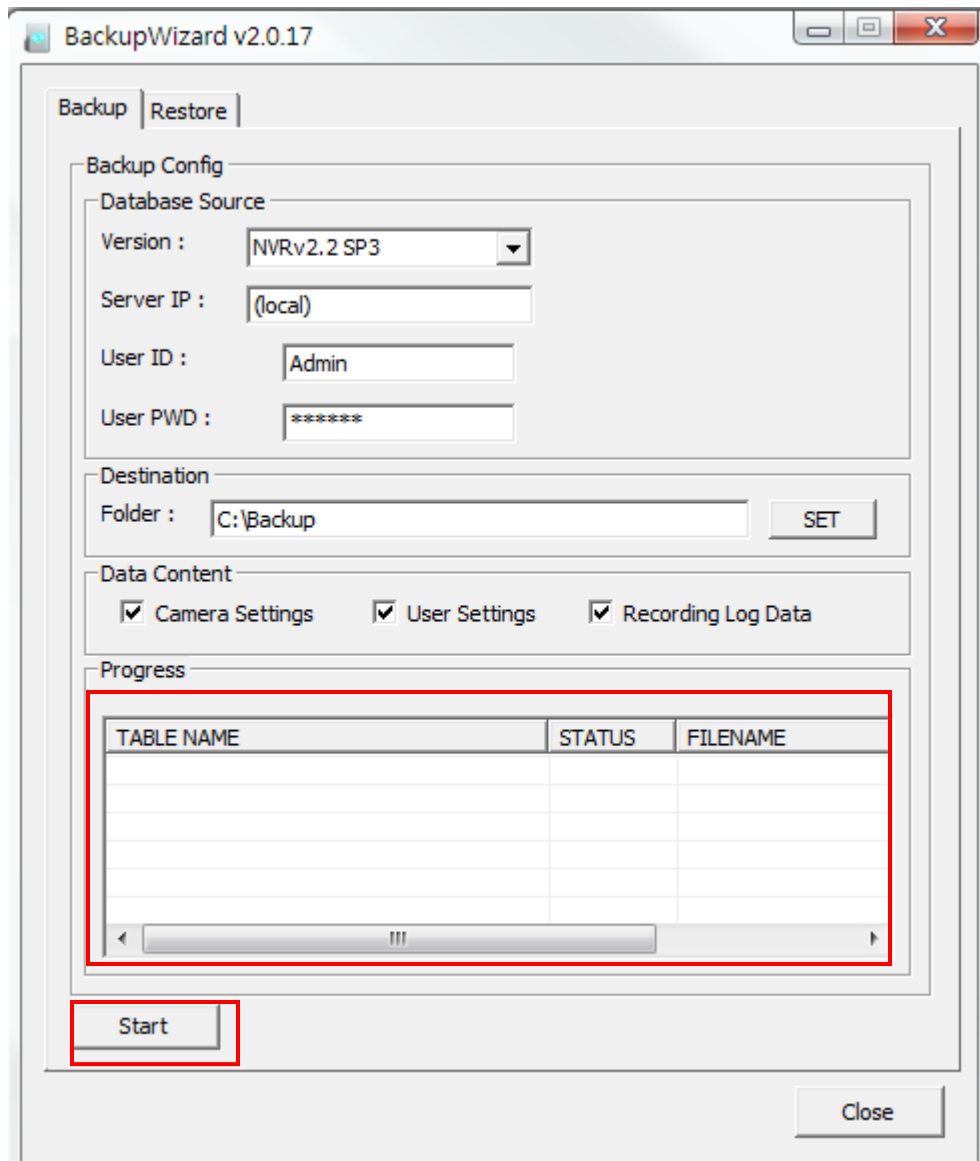 BackupWizard v2.0.17
Backup Restore
Backup Config
Database Source
Version : NVRv2.2 SP3
Server IP : (local)
User ID : Admin
User PWD : ******
Destination
Folder : C:\Backup SET
Data Content
Camera Settings User Settings Recording Log Data
Progress
TABLE NAME STATUS FILENAME
Start
Close